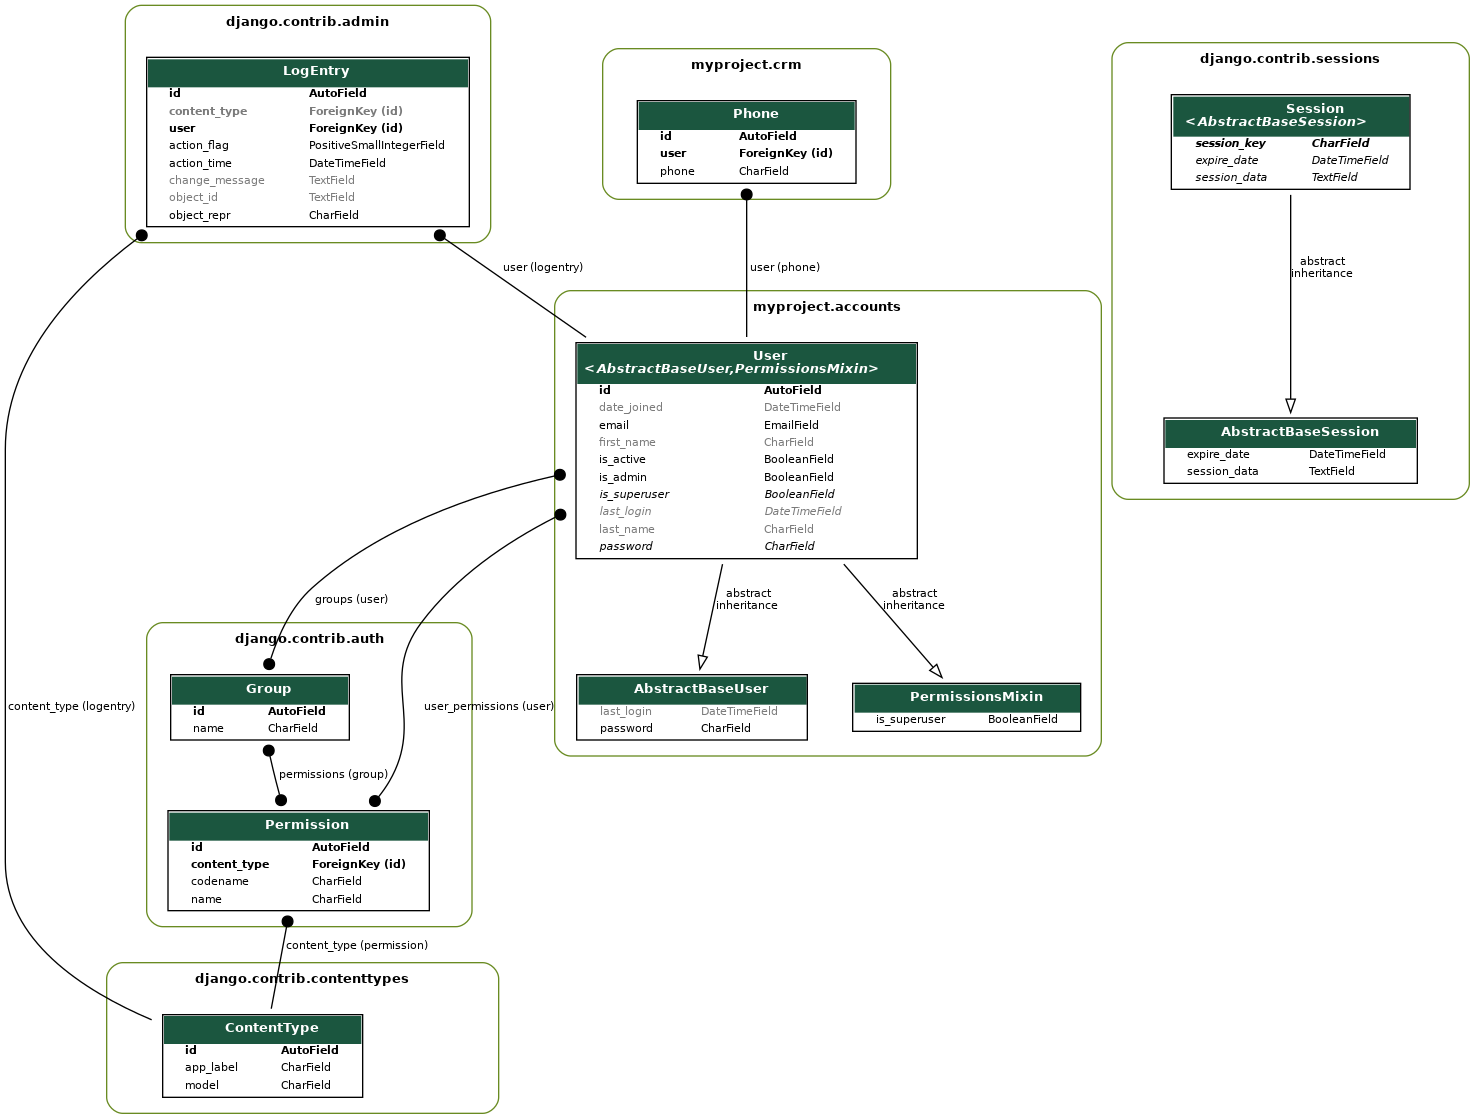 django.contrib.admin
LogEntry
id AutoField
content_type ForeignKey (id)
user ForeignKey (id)
action_flag PositiveSmallIntegerField
action_time DateTimeField
change_message TextField
object_id TextField
object_repr CharField
myproject.crm
Phone
id AutoField
user ForeignKey (id)
phone CharField
django.contrib.sessions
Session
<AbstractBaseSession>
session_key CharField
expire_date DateTimeField
session_data TextField
user (logentry)
user (phone)
abstract
inheritance
myproject.accounts
User
<AbstractBaseUser,PermissionsMixin>
id AutoField
date_joined DateTimeField
email EmailField
first_name CharField
is_active BooleanField
is_admin BooleanField
is_superuser BooleanField
last_login DateTimeField
last_name CharField
password CharField
AbstractBaseSession
expire_date DateTimeField
session_data TextField
groups (user)
abstract
inheritance
abstract
inheritance
django.contrib.auth
Group
id AutoField
name CharField
content_type (logentry)
user_permissions (user)
AbstractBaseUser
last_login DateTimeField
password CharField
PermissionsMixin
is_superuser BooleanField
permissions (group)
Permission
id AutoField
content_type ForeignKey (id)
codename CharField
name CharField
content_type (permission)
django.contrib.contenttypes
ContentType
id AutoField
app_label CharField
model CharField